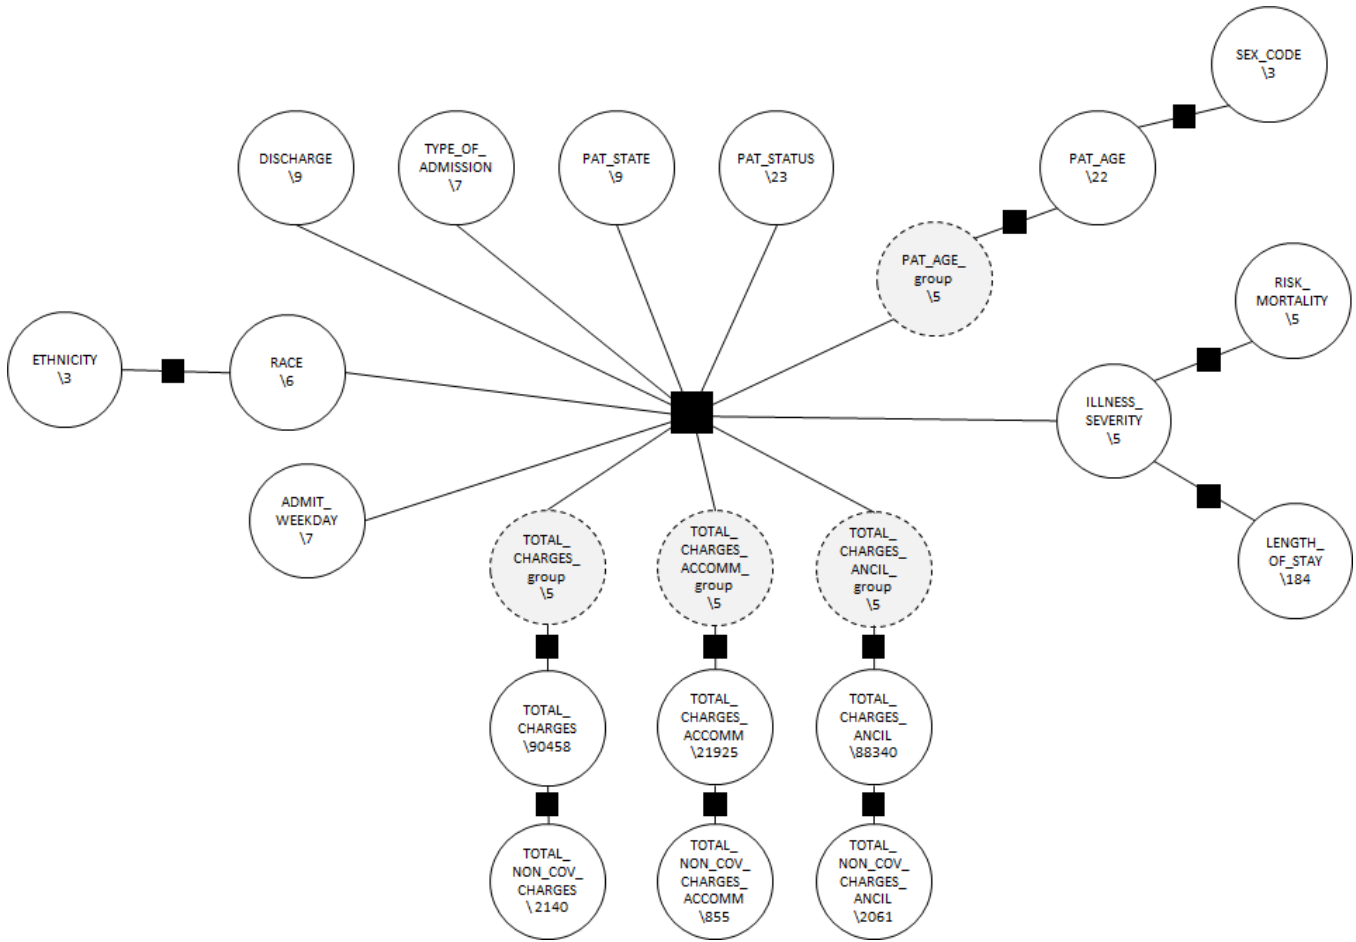 SEX_CODE
\3
DISCHARGE
\9
TYPE_OF_
ADMISSION
\7
PAT_STATE
\9
PAT_STATUS
\23
PAT_AGE
\22
PAT_AGE_
group
\5
RISK_
MORTALITY
\5
ETHNICITY
\3
RACE
\6
ILLNESS_
SEVERITY
\5
ADMIT_
WEEKDAY
\7
TOTAL_
CHARGES_
group
\5
TOTAL_
CHARGES_
ACCOMM_
group
\5
TOTAL_
CHARGES_
ANCIL_
group
\5
LENGTH_
OF_STAY
\184
TOTAL_
CHARGES
\90458
TOTAL_
CHARGES_
ACCOMM
\21925
TOTAL_
CHARGES_
ANCIL
\88340
TOTAL_
NON_COV_
CHARGES
\2140
TOTAL_
NON_COV_
CHARGES_
ACCOMM
\855
TOTAL_
NON_COV_
CHARGES_
ANCIL
\2061